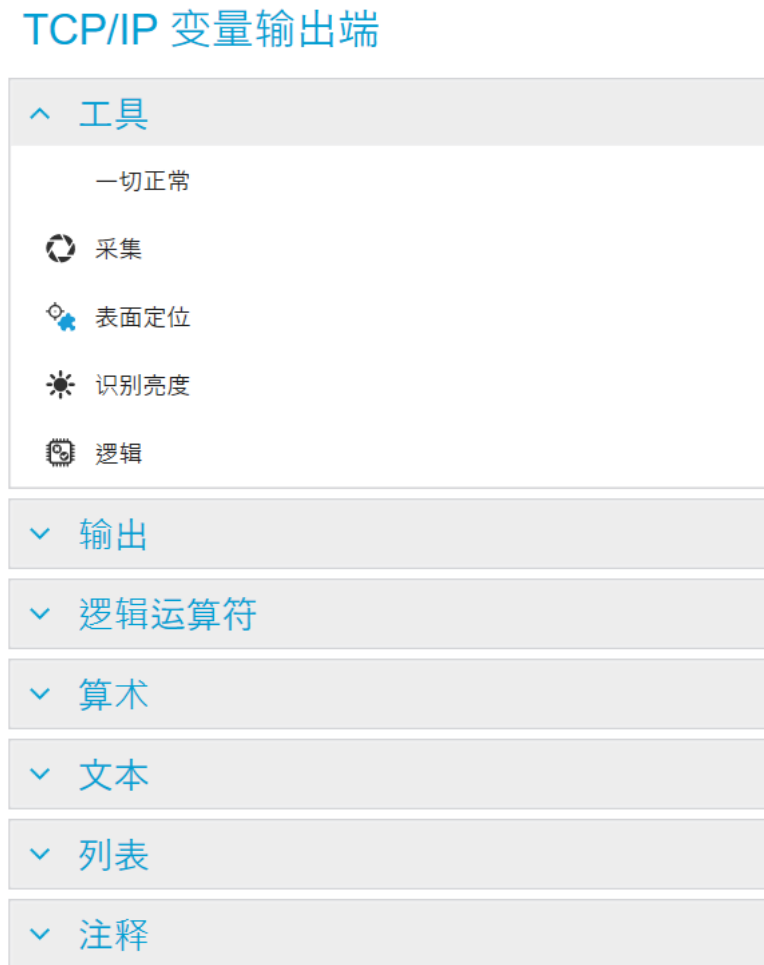 TCP/IP 变量输出端
工具
一切正常
采集
表面定位
识别亮度
逻辑
输出
逻辑运算符
算术
文本
列表
注释